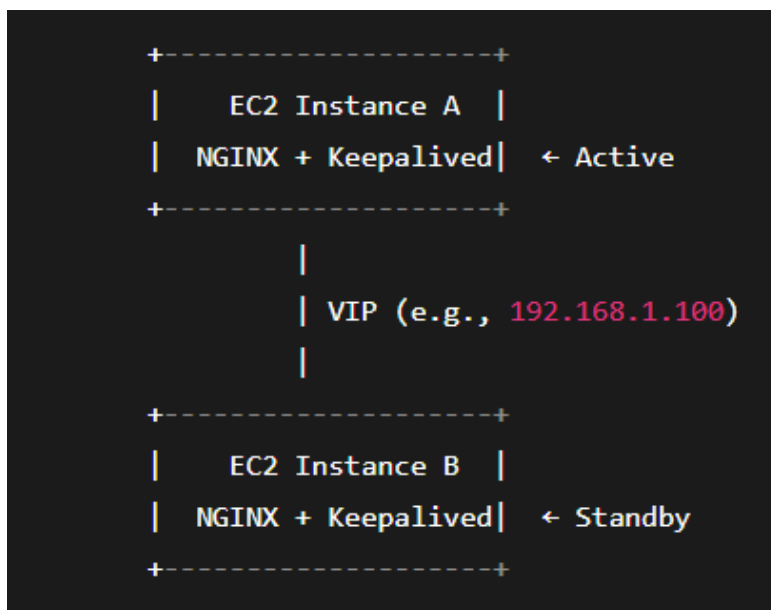 +---------------------+
|    EC2 Instance A  |
|  NGINX + Keepalived|  ← Active
+---------------------+
|
| VIP (e.g., 192.168.1.100)
|
+---------------------+
|    EC2 Instance B  |
|  NGINX + Keepalived|  ← Standby
+---------------------+